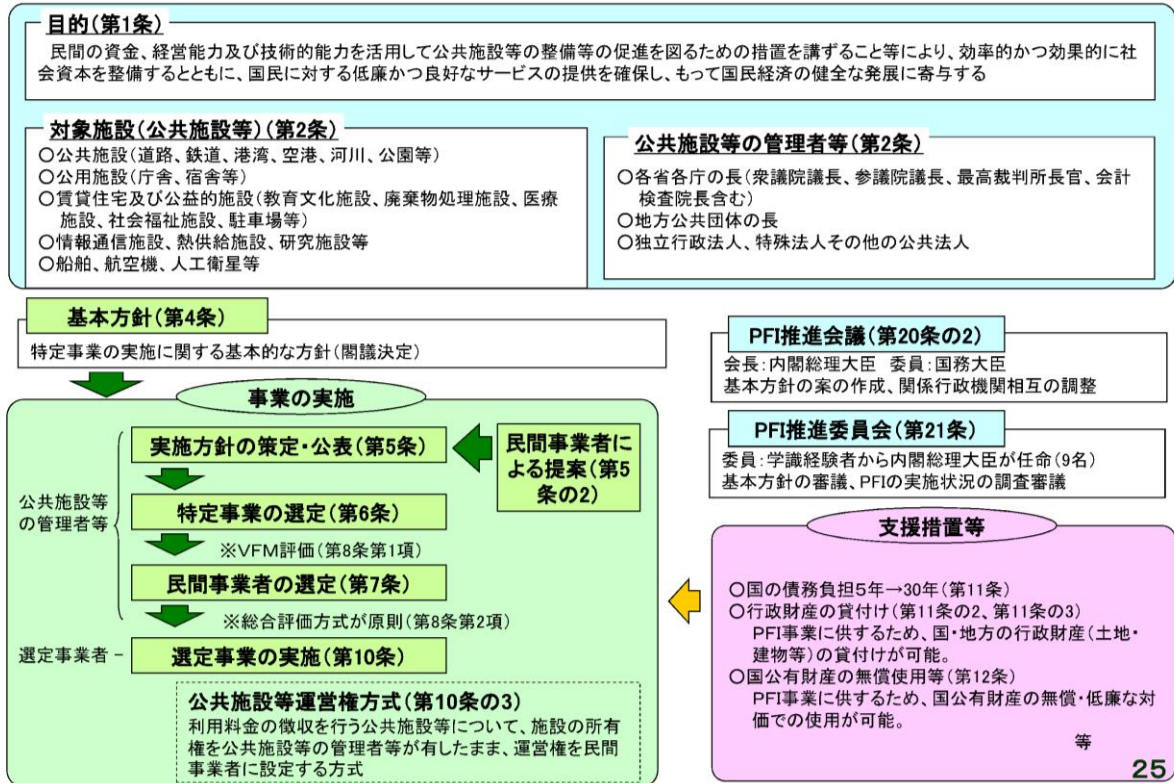 目的(第1条)
民間の資金、経営能力及び技術的能力を活用して公共施設等の整備等の促進を図るための措置を講ずること等により、効率的かつ効果的に社
会資本を整備するとともに、国民に対する低廉かつ良好なサービスの提供を確保し、もって国民経済の健全な発展に寄与する
対象施設(公共施設等)(第2条)
○公共施設(道路、鉄道、港湾、空港、河川、公園等)
○公用施設(庁舎、宿舎等)
○賃貸住宅及び公益的施設(教育文化施設、廃棄物処理施設、医療
施設、社会福祉施設、駐車場等)
○情報通信施設、熱供給施設、研究施設等
○船舶、航空機、人工衛星等
公共施設等の管理者等(第2条)
○各省各庁の長(衆議院議長、参議院議長、最高裁判所長官、会計
検査院長含む)
○地方公共団体の長
○独立行政法人、特殊法人その他の公共法人
基本方針(第4条)
特定事業の実施に関する基本的な方針(閣議決定)
事業の実施
公共施設等
の管理者等
実施方針の策定・公表(第5条)
民間事業者
による提案(第5
条の2)
特定事業の選定(第6条)
※VFM評価(第8条第1項)
民間事業者の選定(第7条)
※総合評価方式が原則(第8条第2項)
選定事業者
選定事業の実施(第10条)
公共施設等運営権方式(第10条の3)
利用料金の徴収を行う公共施設等について、施設の所有
権を公共施設等の管理者等が有したまま、運営権を民間
事業者に設定する方式
PFI推進会議(第20条の2)
会長:内閣総理大臣 委員:国務大臣
基本方針の案の作成、関係行政機関相互の調整
PFI推進委員会(第21条)
委員:学識経験者から内閣総理大臣が任命(9名)
基本方針の審議、PFIの実施状況の調査審議
支援措置等
○国の債務負担5年→30年(第11条)
○行政財産の貸付け(第11条の2、第11条の3)
PFI事業に供するため、国・地方の行政財産(土地・
建物等)の貸付けが可能。
○国公有財産の無償使用等(第12条)
PFI事業に供するため、国公有財産の無償・低廉な対
価での使用が可能。
等
25